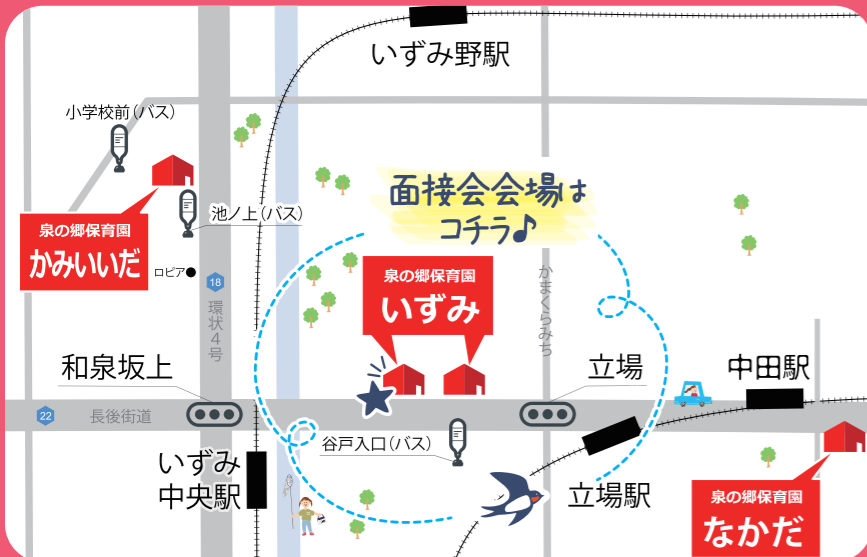 いずみ野駅
小学校前(バス)
面接会会場は
コチラ♪
池ノ上(バス)
泉の郷保育園
かみいいだ
ロピア●
18
環状4号
泉の郷保育園
いずみ
かまくらみち
和泉坂上
立場
中田駅
22
長後街道
谷戸入口(バス)
いずみ
中央駅
立場駅
泉の郷保育園
なかだ